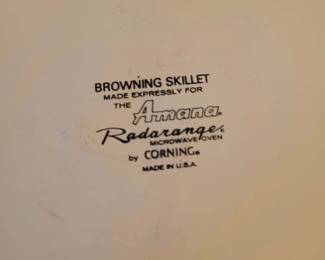 BROWNING SKILLET
MADE EXPRESSLY FOR
THE Amana®
Radarange®
MICROWAVE OVEN
by CORNING®
MADE IN U.S.A.